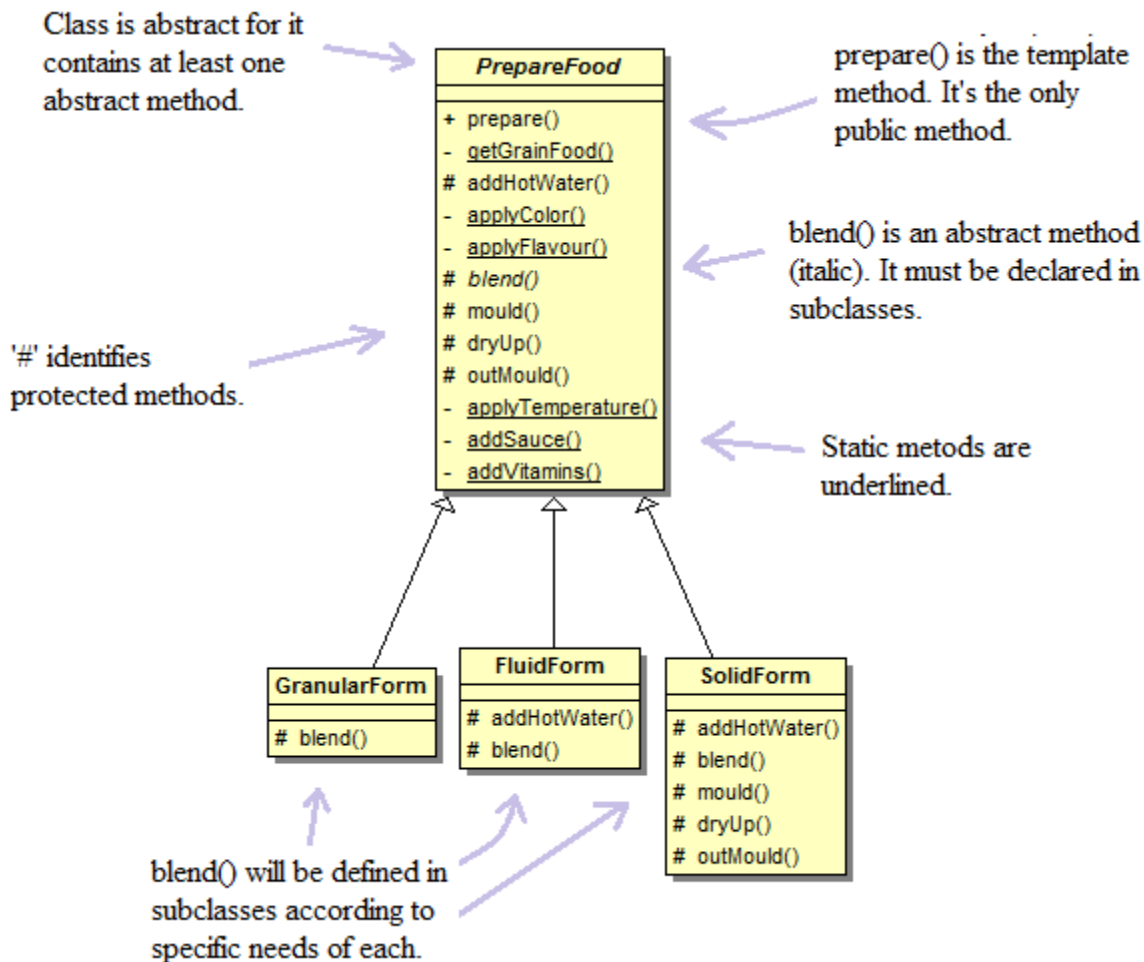 Class is abstract for it
contains at least one
abstract method.
PrepareFood
+ prepare()
- getGrainFood()
# addHotWater()
- applyColor()
- applyFlavour()
# blend()
# mould()
# dryUp()
# outMould()
- applyTemperature()
- addSauce()
- addVitamins()
prepare() is the template
method. It's the only
public method.
blend() is an abstract method
(italic). It must be declared in
subclasses.
'#' identifies
protected methods.
Static metods are
underlined.
GranularForm
# blend()
FluidForm
# addHotWater()
# blend()
SolidForm
# addHotWater()
# blend()
# mould()
# dryUp()
# outMould()
blend() will be defined in
subclasses according to
specific needs of each.